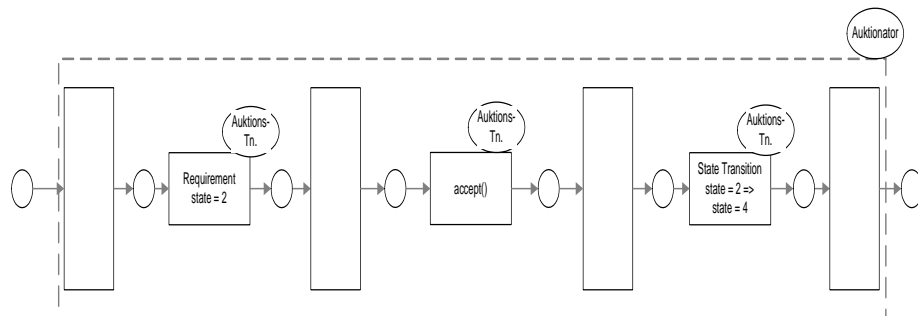 Auktionator
Auktions-
Tn.
Requirement
state = 2
Auktions-
Tn.
accept()
Auktions-
Tn.
State Transition
state = 2 =>
state = 4